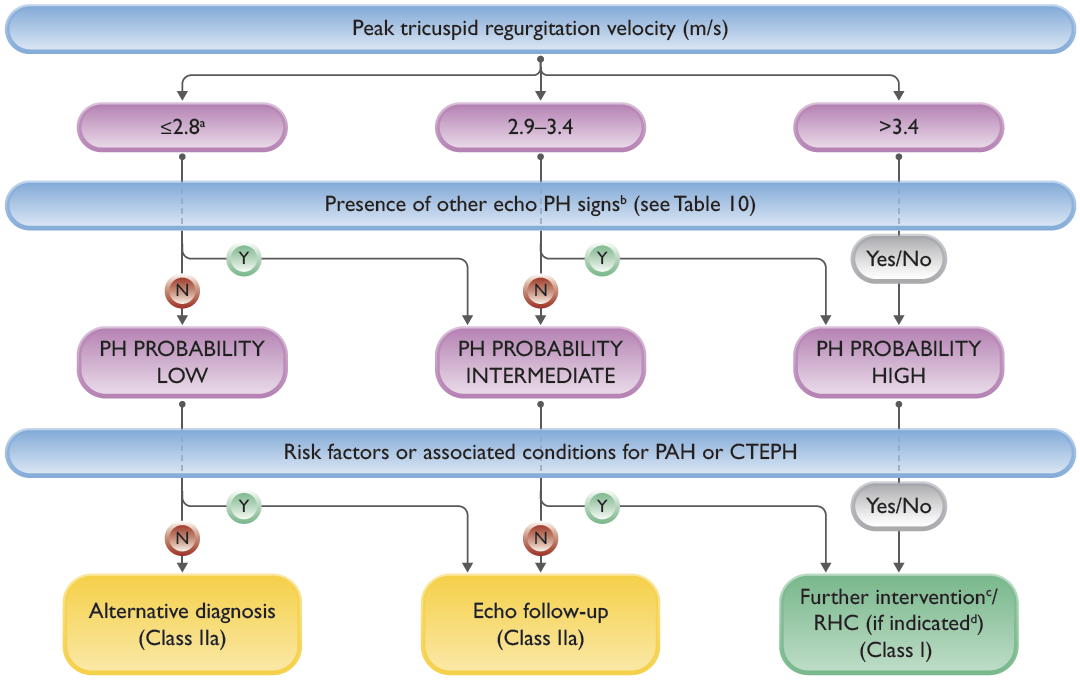 Peak tricuspid regurgitation velocity (m/s)
≤2.8ᵃ
2.9–3.4
>3.4
Presence of other echo PH signsᵇ (see Table 10)
Y
Y
Yes/No
N
N
PH PROBABILITY
LOW
PH PROBABILITY
INTERMEDIATE
PH PROBABILITY
HIGH
Risk factors or associated conditions for PAH or CTEPH
Y
Y
Yes/No
N
N
Alternative diagnosis
(Class IIa)
Echo follow-up
(Class IIa)
Further interventionᶜ/
RHC (if indicatedᵈ)
(Class I)